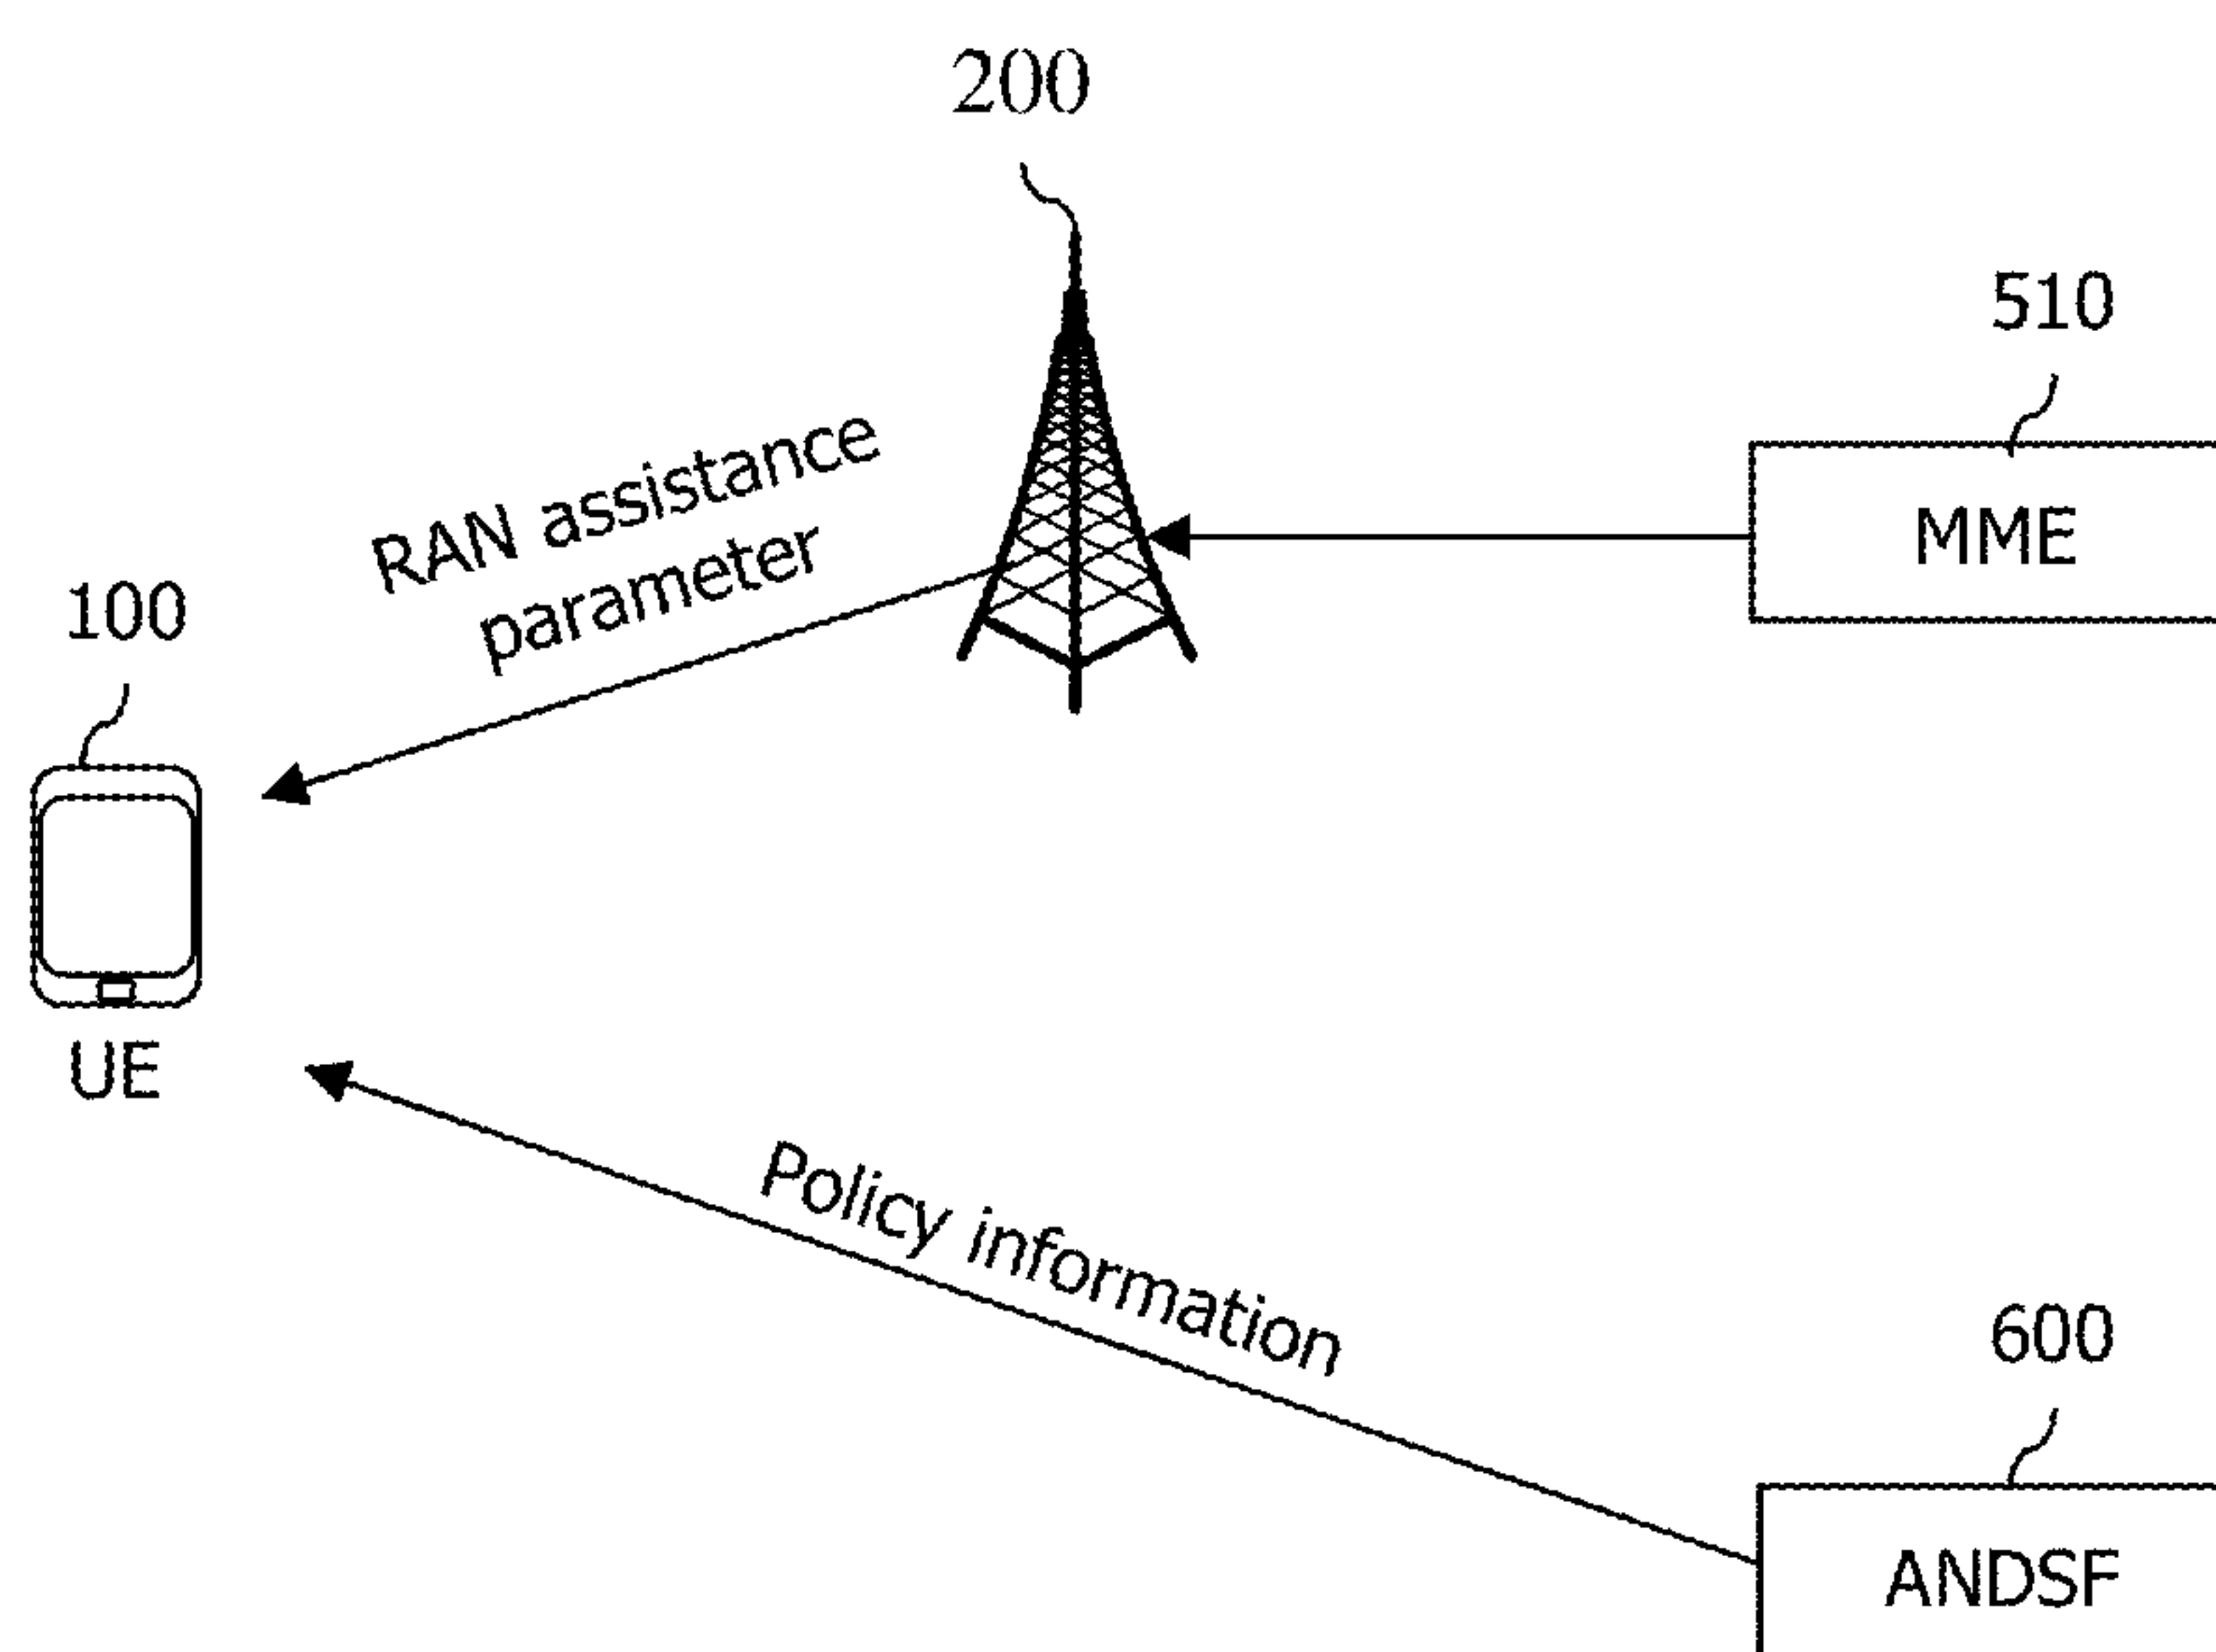 200
510
MME
RAN assistance
parameter
100
UE
Policy information
600
ANDSF